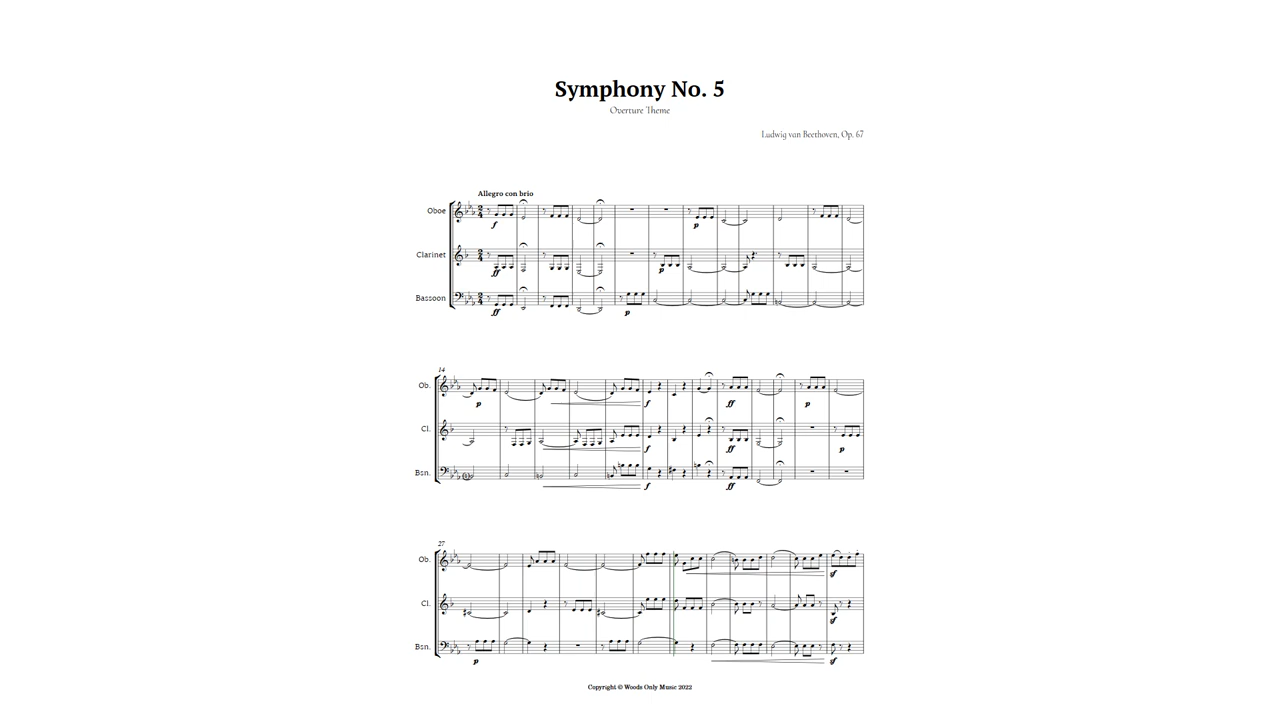 Symphony No. 5
Overture Theme
Ludwig van Beethoven, Op. 67
Allegro con brio
Oboe
f
p
Clarinet
ff
p
Bassoon
ff
p
14
Ob.
p
f
ff
p
Cl.
f
ff
p
Bsn.
f
ff
27
Ob.
sf
Cl.
sf
Bsn.
p
sf
Copyright © Woods Only Music 2022